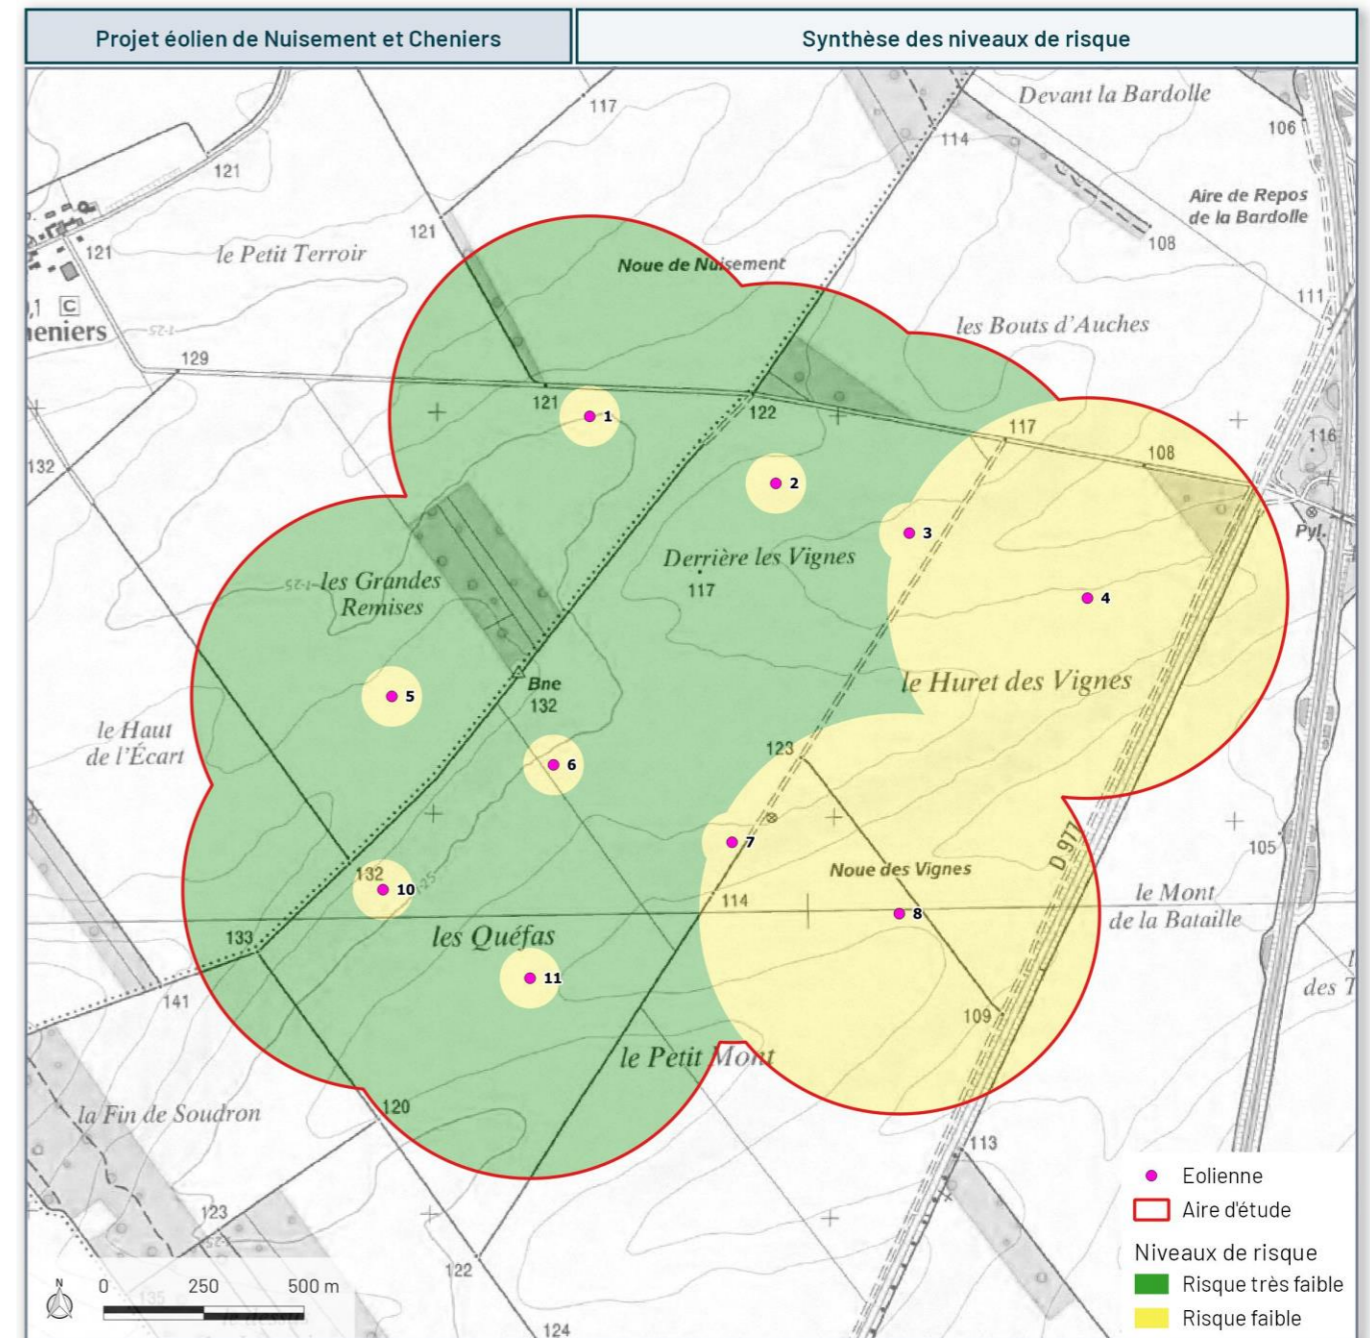 Projet éolien de Nuisement et Cheniers
Synthèse des niveaux de risque
Devant la Bardolle
117
106
114
121
Aire de Repos
de la Bardolle
121
108
121
le Petit Terroir
Noue de Nuisement
111
C
heniers
les Bouts d'Auches
129
121
1
122
117
116
132
108
2
3
Pyl.
Derrière les Vignes
117
les Grandes
Remises
4
le Huret des Vignes
5
Bne
132
le Haut
de l'Écart
123
6
7
105
D 977
132
10
Noue des Vignes
le Mont
de la Bataille
114
8
133
les Quéfas
11
141
109
le Petit Mont
la Fin de Soudron
120
113
123
122
124
135
N
0 250 500 m
Eolienne
Aire d'étude
Niveaux de risque
Risque très faible
Risque faible